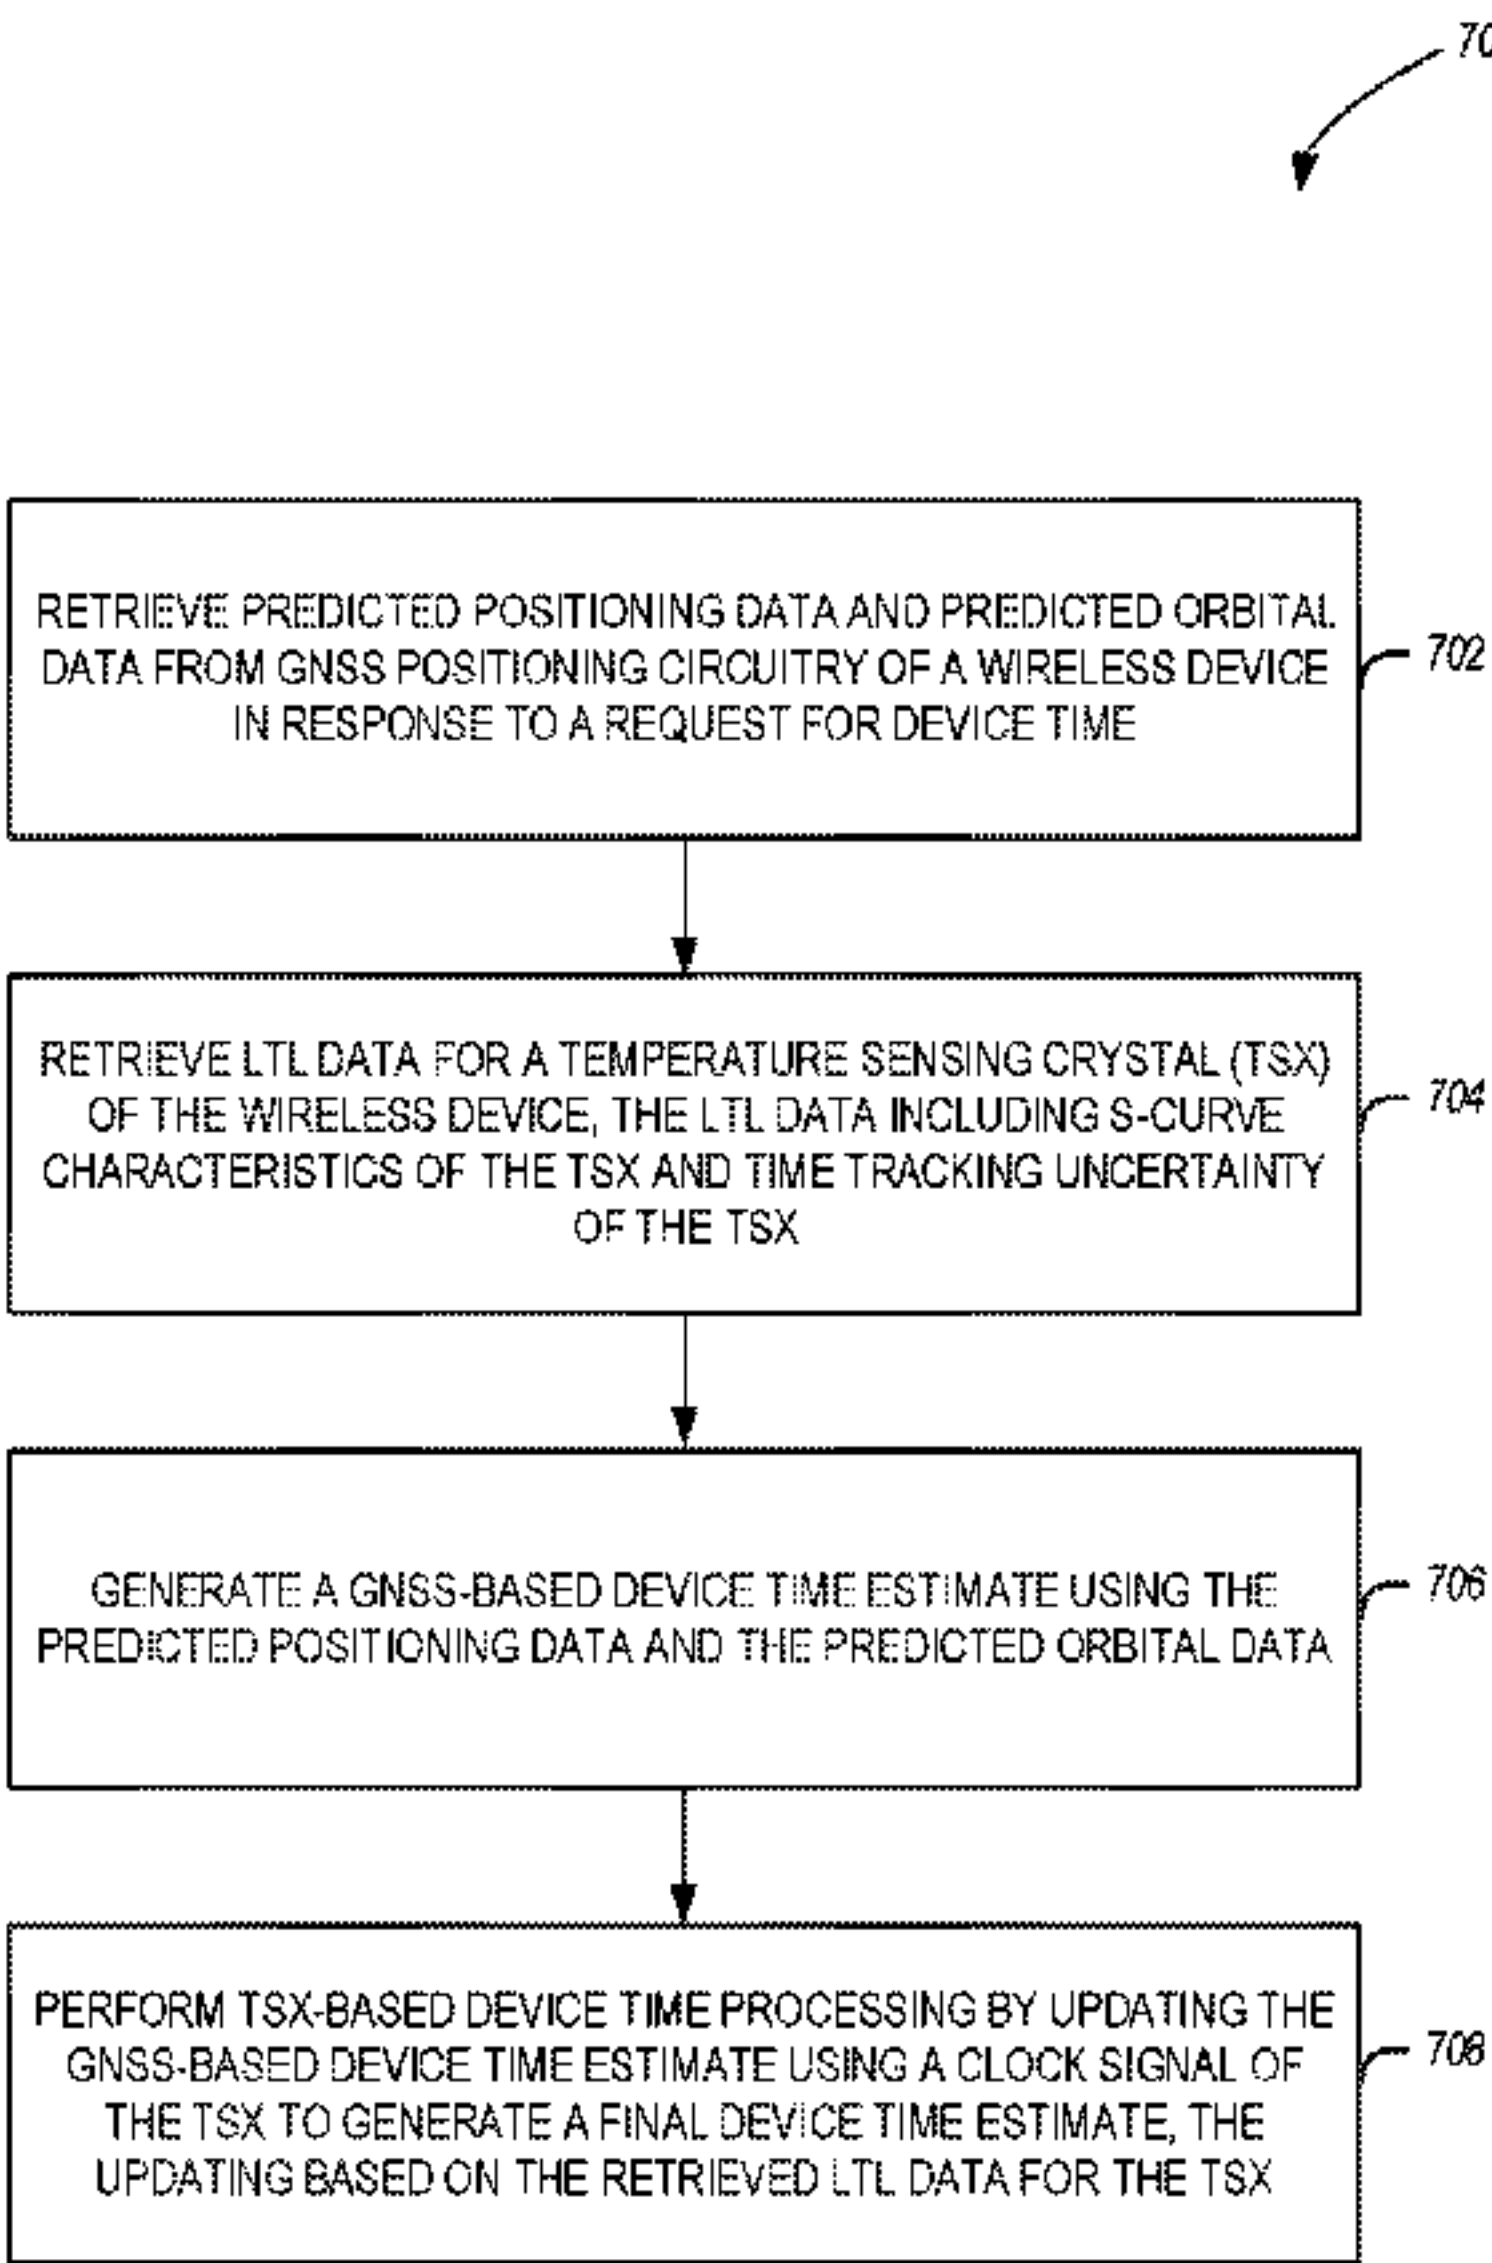 RETRIEVE PREDICTED POSITIONING DATA AND PREDICTED ORBITAL
DATA FROM GNSS POSITIONING CIRCUITRY OF A WIRELESS DEVICE
IN RESPONSE TO A REQUEST FOR DEVICE TIME
702
RETRIEVE LTL DATA FOR A TEMPERATURE SENSING CRYSTAL (TSX)
OF THE WIRELESS DEVICE, THE LTL DATA INCLUDING S-CURVE
CHARACTERISTICS OF THE TSX AND TIME TRACKING UNCERTAINTY
OF THE TSX
704
GENERATE A GNSS-BASED DEVICE TIME ESTIMATE USING THE
PREDICTED POSITIONING DATA AND THE PREDICTED ORBITAL DATA
706
PERFORM TSX-BASED DEVICE TIME PROCESSING BY UPDATING THE
GNSS-BASED DEVICE TIME ESTIMATE USING A CLOCK SIGNAL OF
THE TSX TO GENERATE A FINAL DEVICE TIME ESTIMATE, THE
UPDATING BASED ON THE RETRIEVED LTL DATA FOR THE TSX
708